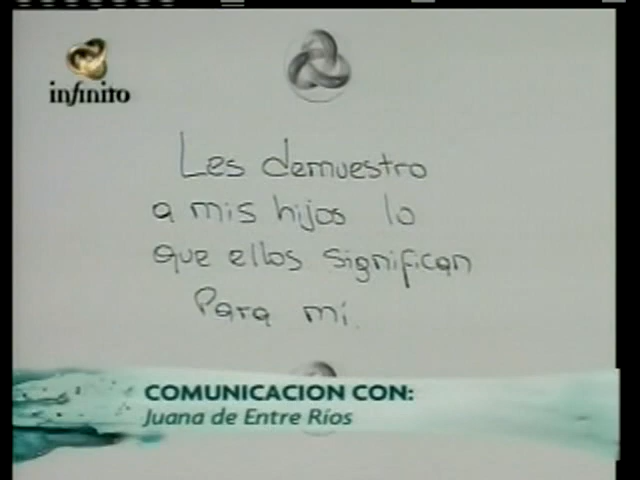 infinito
Les demuestro
a mis hijos lo
que ellos significan
Para mí.
COMUNICACION CON:
Juana de Entre Ríos